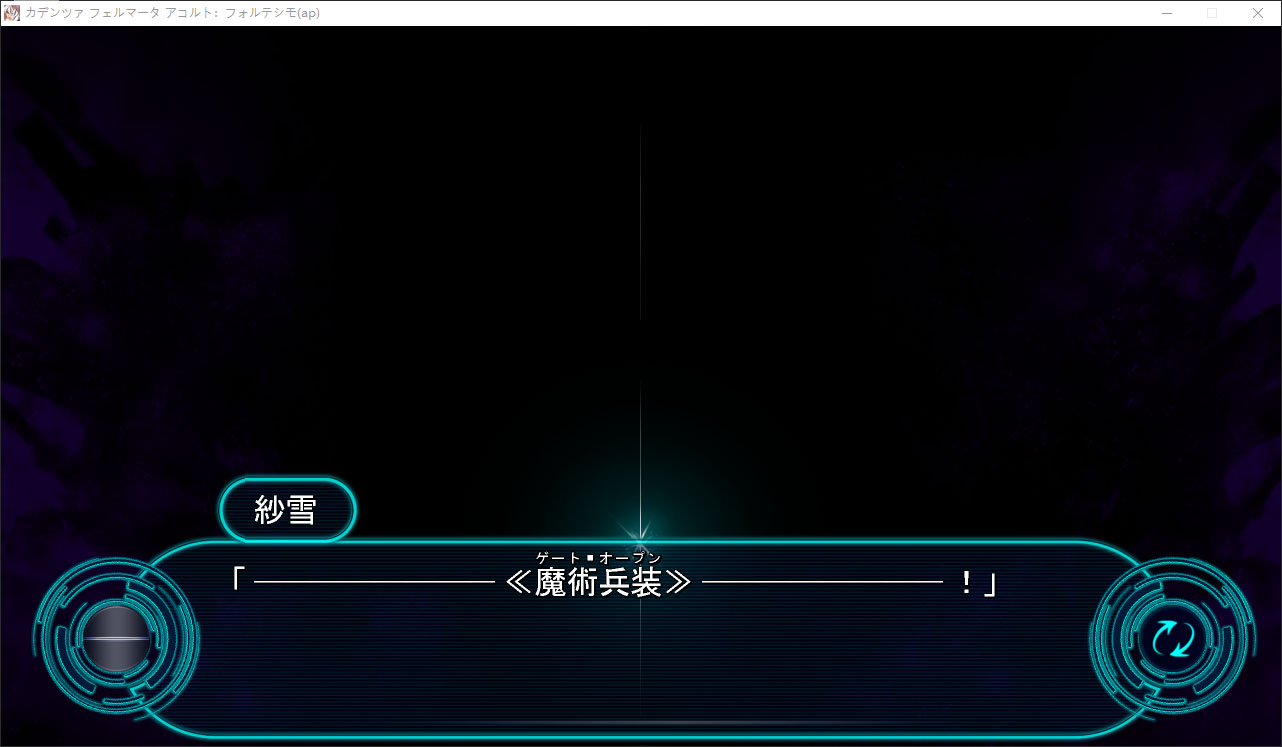 カデンツァ フェルマータ アコルト：フォルテシモ(ap)
紗雪
ゲート・オープン
「――――――――≪魔術兵装≫――――――――！」